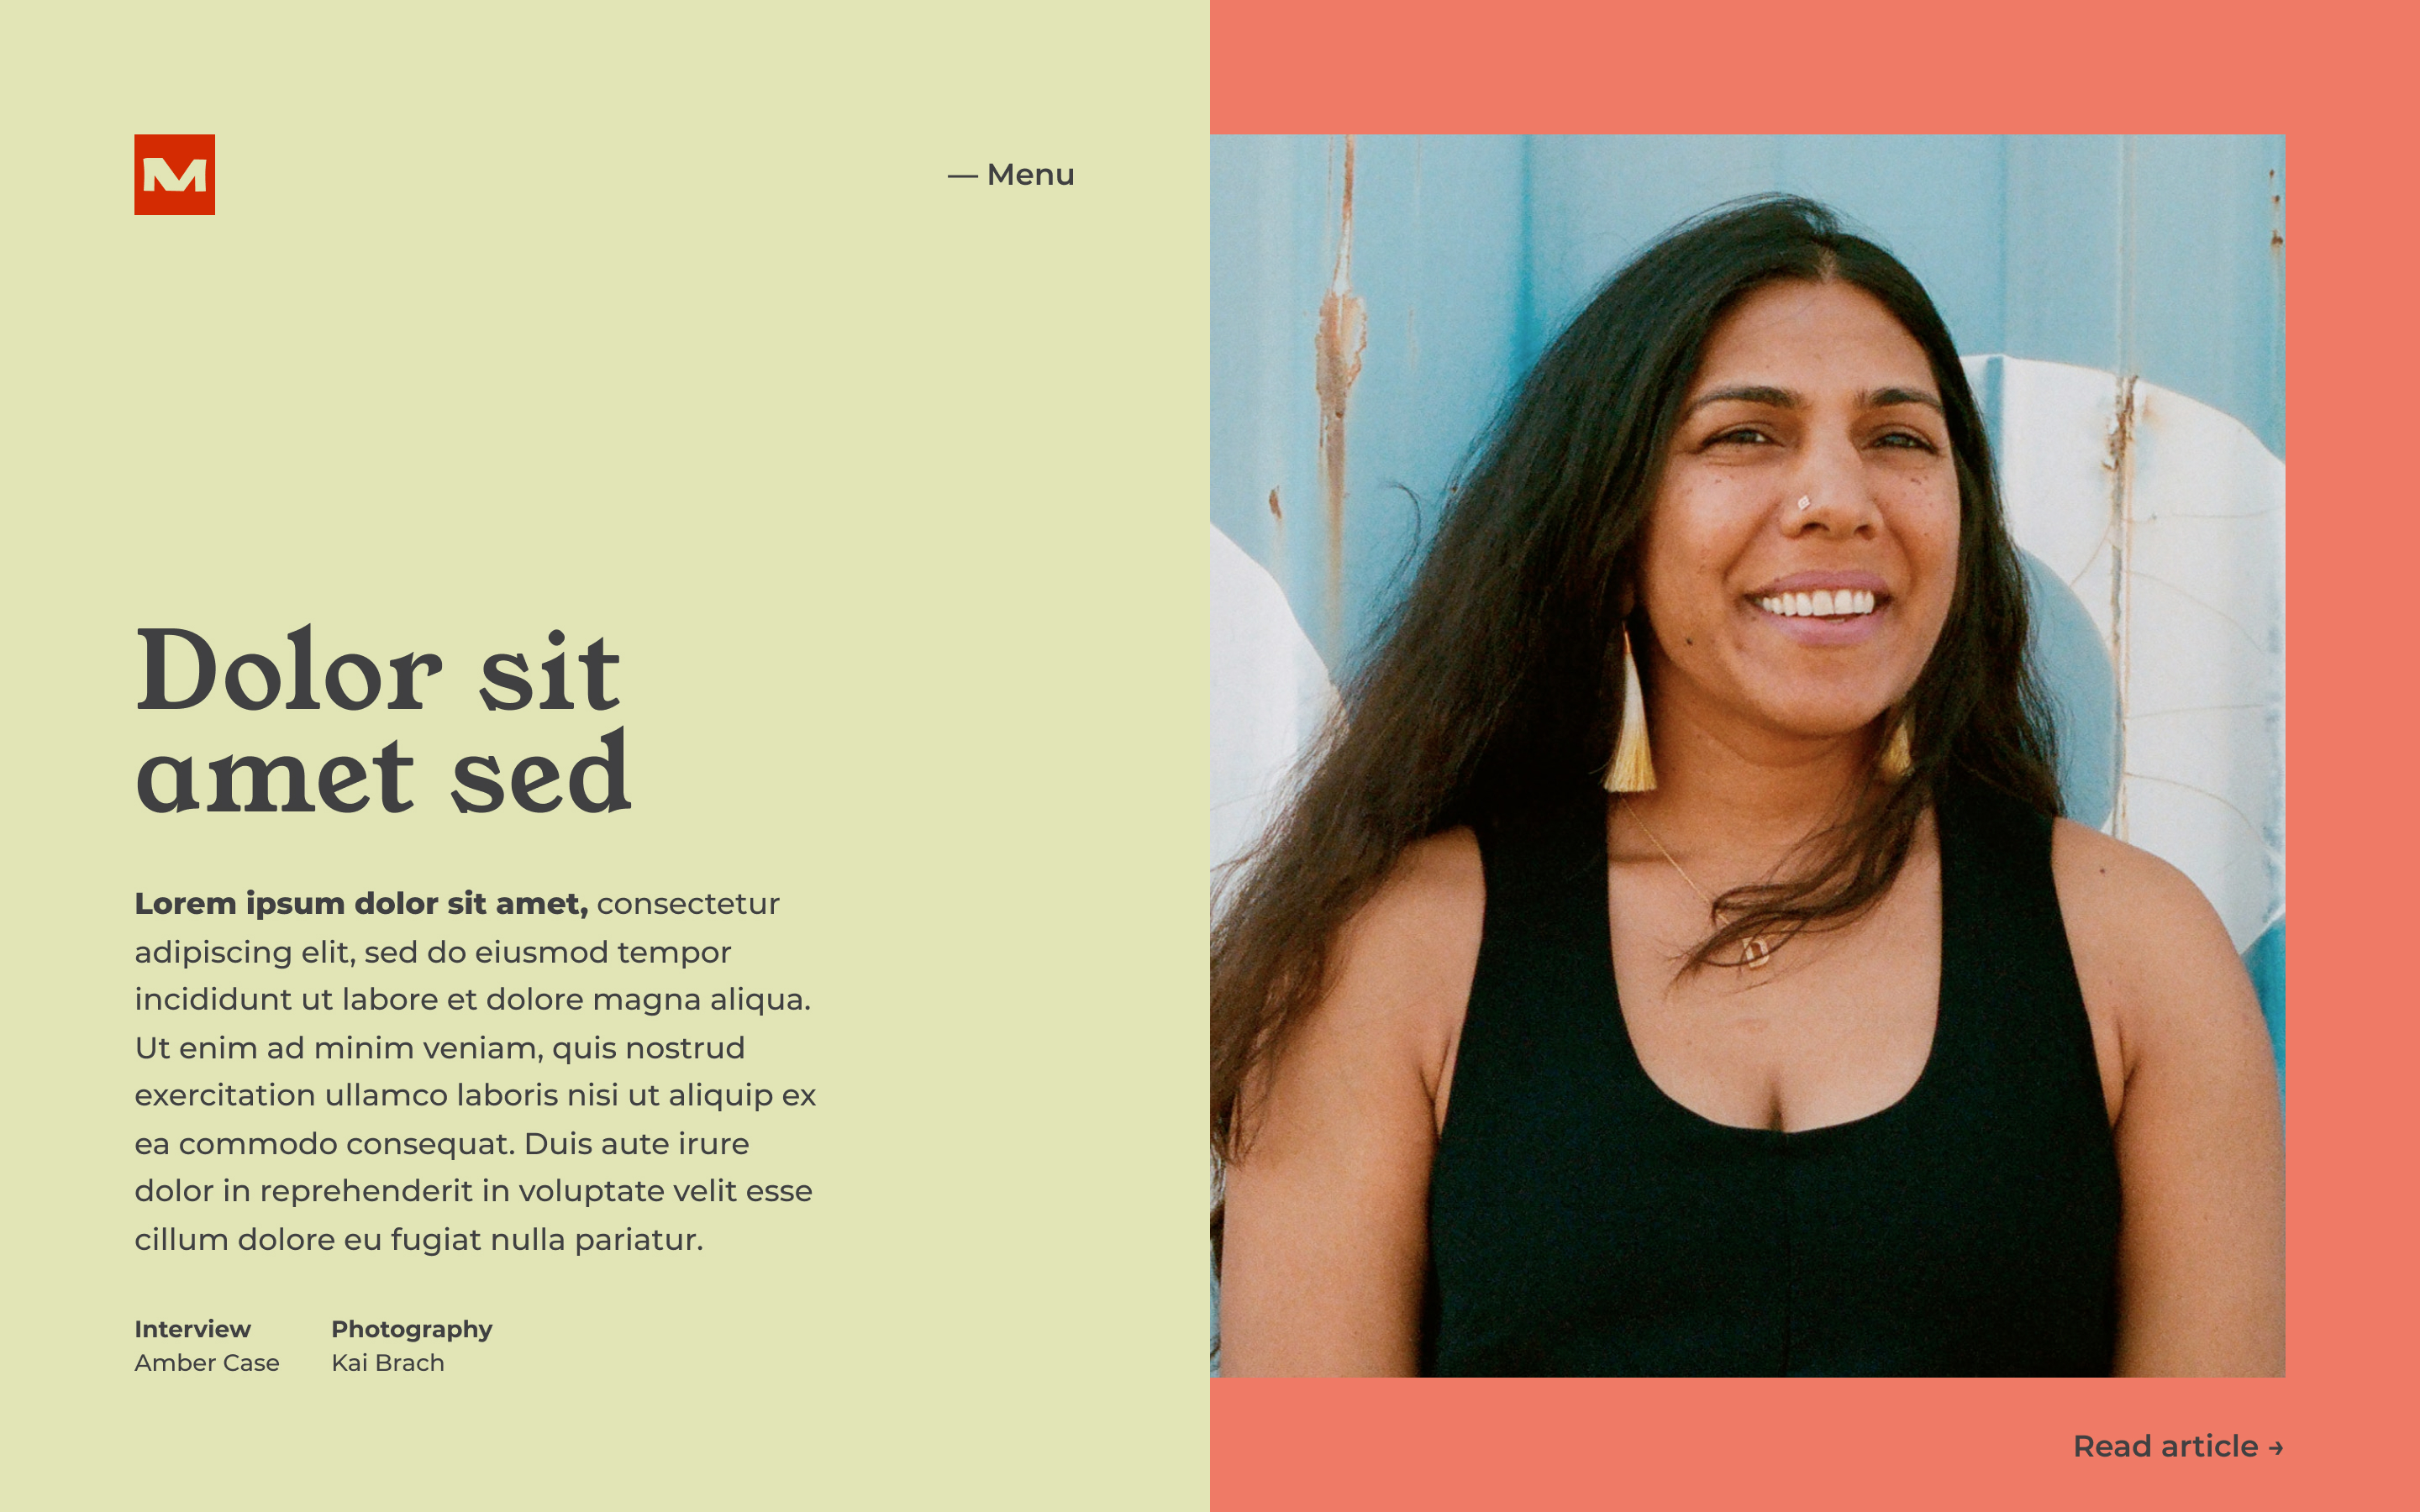 M
— Menu
Dolor sit
amet sed
Lorem ipsum dolor sit amet, consectetur
adipiscing elit, sed do eiusmod tempor
incididunt ut labore et dolore magna aliqua.
Ut enim ad minim veniam, quis nostrud
exercitation ullamco laboris nisi ut aliquip ex
ea commodo consequat. Duis aute irure
dolor in reprehenderit in voluptate velit esse
cillum dolore eu fugiat nulla pariatur.
Interview
Amber Case
Photography
Kai Brach
Read article →